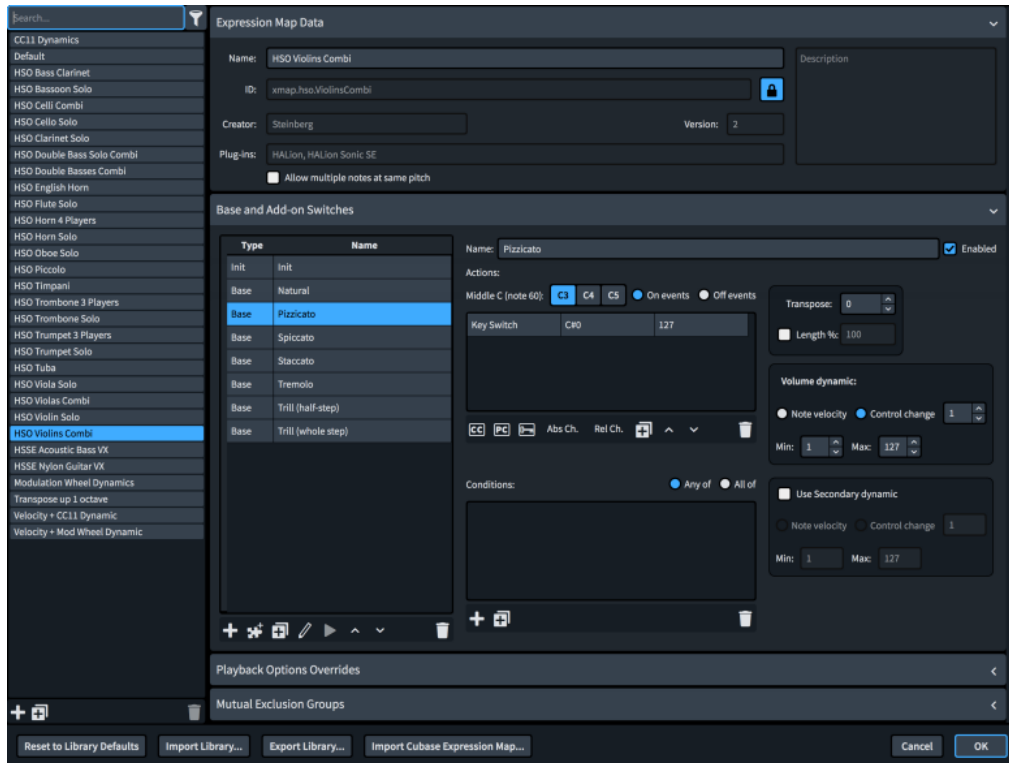 Search...
CC11 Dynamics
Default
HSO Bass Clarinet
HSO Bassoon Solo
HSO Celli Combi
HSO Cello Solo
HSO Clarinet Solo
HSO Double Bass Solo Combi
HSO Double Basses Combi
HSO English Horn
HSO Flute Solo
HSO Horn 4 Players
HSO Horn Solo
HSO Oboe Solo
HSO Piccolo
HSO Timpani
HSO Trombone 3 Players
HSO Trombone Solo
HSO Trumpet 3 Players
HSO Trumpet Solo
HSO Tuba
HSO Viola Solo
HSO Violas Combi
HSO Violin Solo
HSO Violins Combi
HSSE Acoustic Bass VX
HSSE Nylon Guitar VX
Modulation Wheel Dynamics
Transpose up 1 octave
Velocity + CC11 Dynamic
Velocity + Mod Wheel Dynamic
Expression Map Data
Name: HSO Violins Combi
Description
ID: xmap.hso.ViolinsCombi
Creator: Steinberg
Version: 2
Plug-ins: HALion, HALion Sonic SE
Allow multiple notes at same pitch
Base and Add-on Switches
Type Name
Init Init
Base Natural
Base Pizzicato
Base Spiccato
Base Staccato
Base Tremolo
Base Trill (half-step)
Base Trill (whole step)
Name: Pizzicato
Enabled
Actions:
Middle C (note 60): C3 C4 C5 On events Off events
Key Switch C#0 127
CC PC Abs Ch. Rel Ch.
Conditions: Any of All of
Transpose: 0
Length %: 100
Volume dynamic:
Note velocity Control change 1
Min: 1 Max: 127
Use Secondary dynamic
Note velocity Control change 1
Min: 1 Max: 127
Playback Options Overrides
Mutual Exclusion Groups
Reset to Library Defaults Import Library... Export Library... Import Cubase Expression Map... Cancel OK